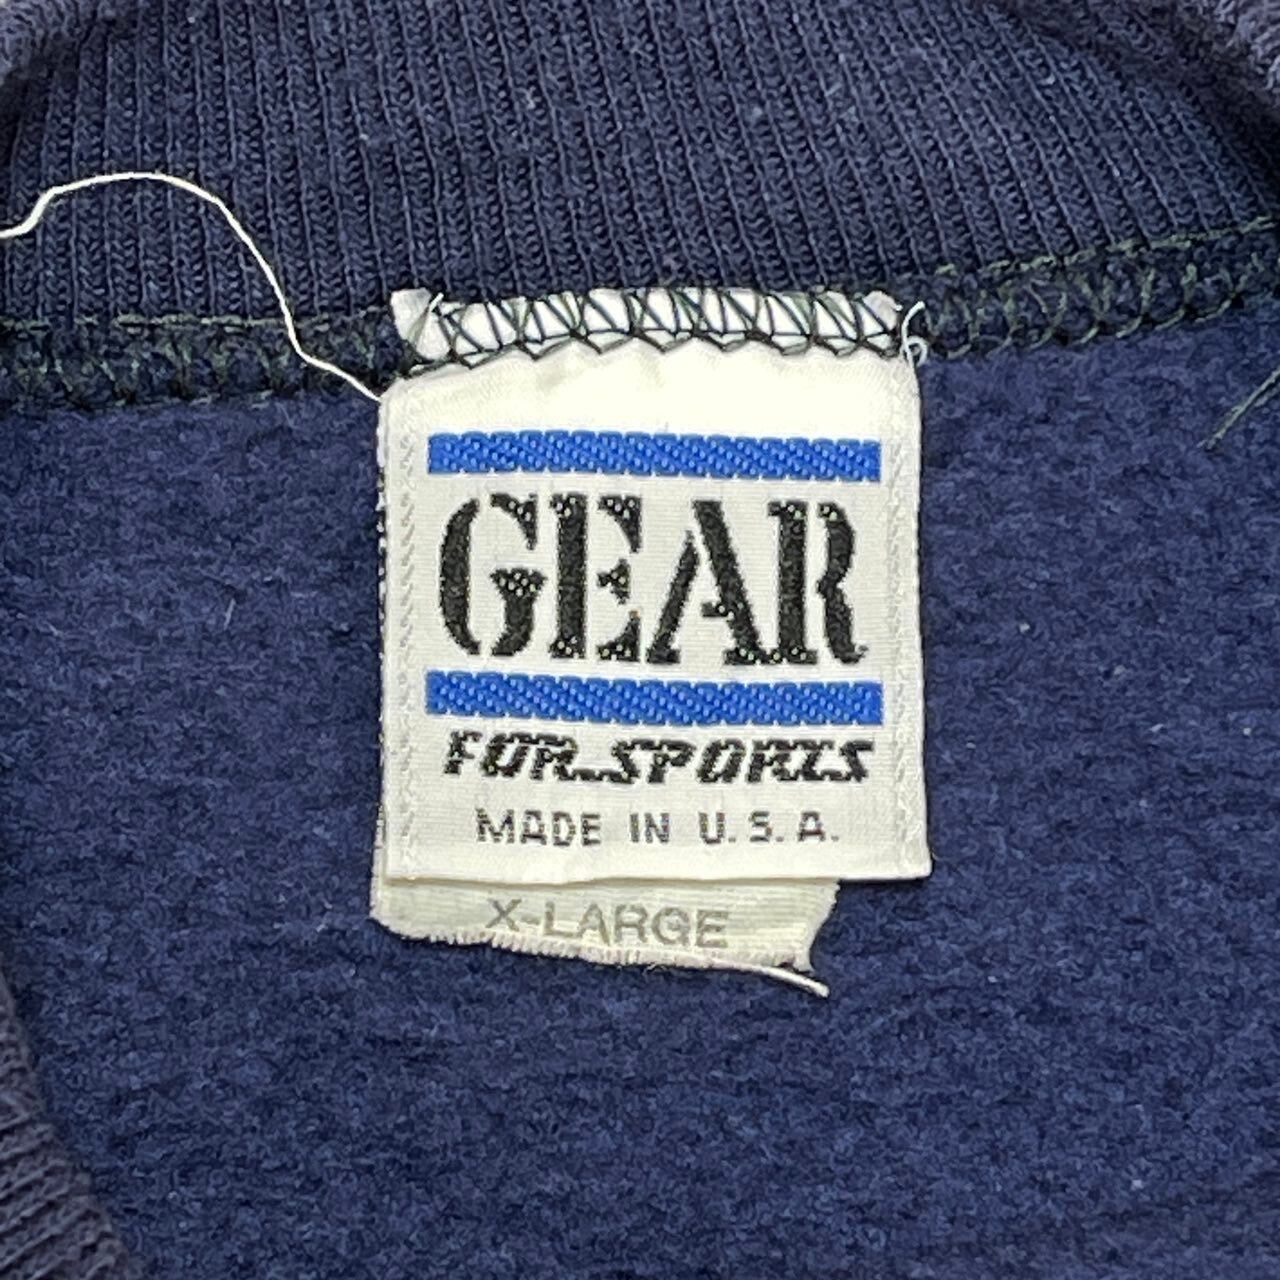 GEAR
FOR SPORTS
MADE IN U.S.A.
X-LARGE